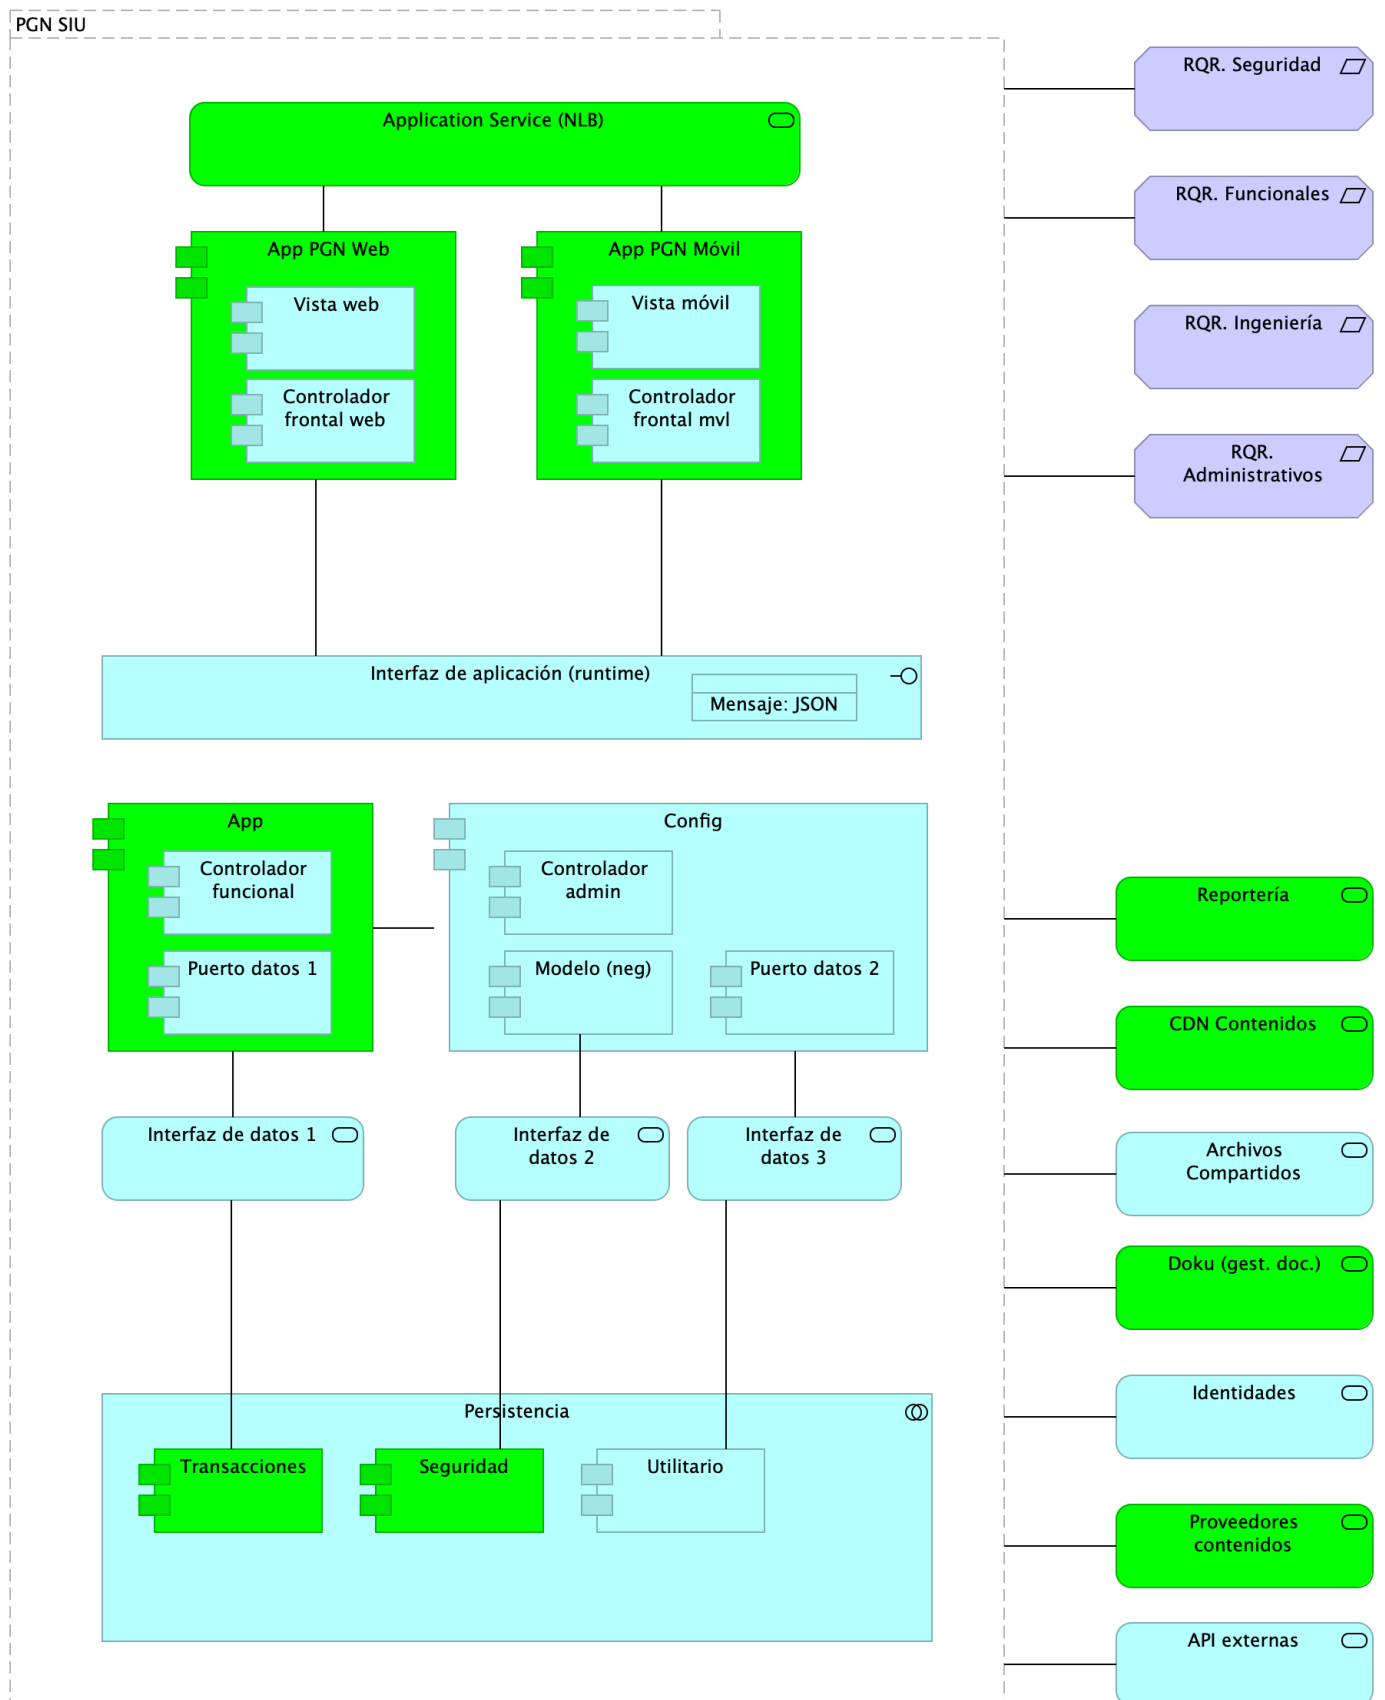 PGN SIU
Application Service (NLB)
App PGN Web
Vista web
Controlador
frontal web
App PGN Móvil
Vista móvil
Controlador
frontal mvl
Interfaz de aplicación (runtime)
Mensaje: JSON
App
Controlador
funcional
Puerto datos 1
Config
Controlador
admin
Modelo (neg)
Puerto datos 2
Interfaz de datos 1
Interfaz de
datos 2
Interfaz de
datos 3
Persistencia
Transacciones
Seguridad
Utilitario
RQR. Seguridad
RQR. Funcionales
RQR. Ingeniería
RQR.
Administrativos
Reportería
CDN Contenidos
Archivos
Compartidos
Doku (gest. doc.)
Identidades
Proveedores
contenidos
API externas